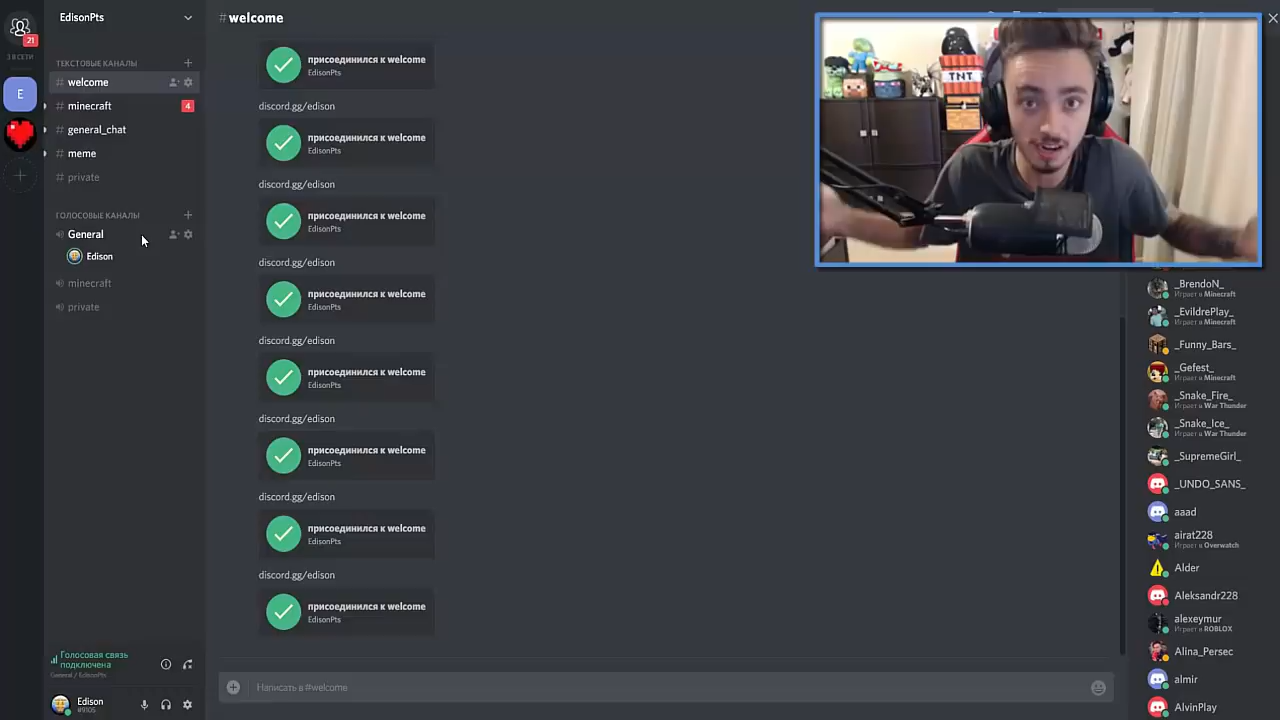 21
3 В СЕТИ
E
EdisonPts
ТЕКСТОВЫЕ КАНАЛЫ
# welcome
# minecraft
4
# general_chat
# meme
# private
ГОЛОСОВЫЕ КАНАЛЫ
General
Edison
minecraft
private
Голосовая связь
подключена
General / EdisonPts
Edison
#9105
#welcome
присоединился к welcome
EdisonPts
discord.gg/edison
присоединился к welcome
EdisonPts
discord.gg/edison
присоединился к welcome
EdisonPts
discord.gg/edison
присоединился к welcome
EdisonPts
discord.gg/edison
присоединился к welcome
EdisonPts
discord.gg/edison
присоединился к welcome
EdisonPts
discord.gg/edison
присоединился к welcome
EdisonPts
discord.gg/edison
присоединился к welcome
EdisonPts
Написать в #welcome
TNT
_BrendoN_
Играет в Minecraft
_EvildrePlay_
Играет в Minecraft
_Funny_Bars_
_Gefest_
Играет в Minecraft
_Snake_Fire_
Играет в War Thunder
_Snake_Ice_
Играет в War Thunder
_SupremeGirl_
_UNDO_SANS_
aaad
airat228
Играет в Overwatch
Alder
Aleksandr228
alexeymur
Играет в ROBLOX
Alina_Persec
almir
AlvinPlay